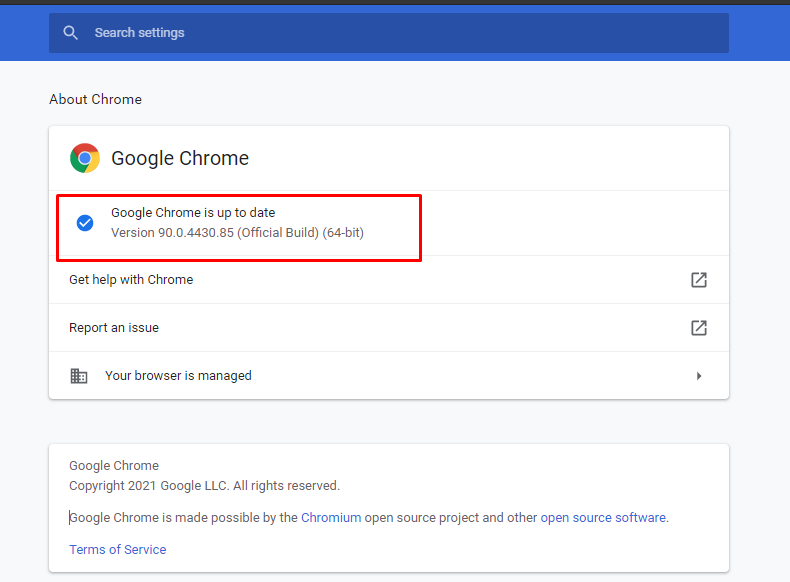 Search settings
About Chrome
Google Chrome
Google Chrome is up to date
Version 90.0.4430.85 (Official Build) (64-bit)
Get help with Chrome
Report an issue
Your browser is managed
Google Chrome
Copyright 2021 Google LLC. All rights reserved.
Google Chrome is made possible by the Chromium open source project and other open source software.
Terms of Service